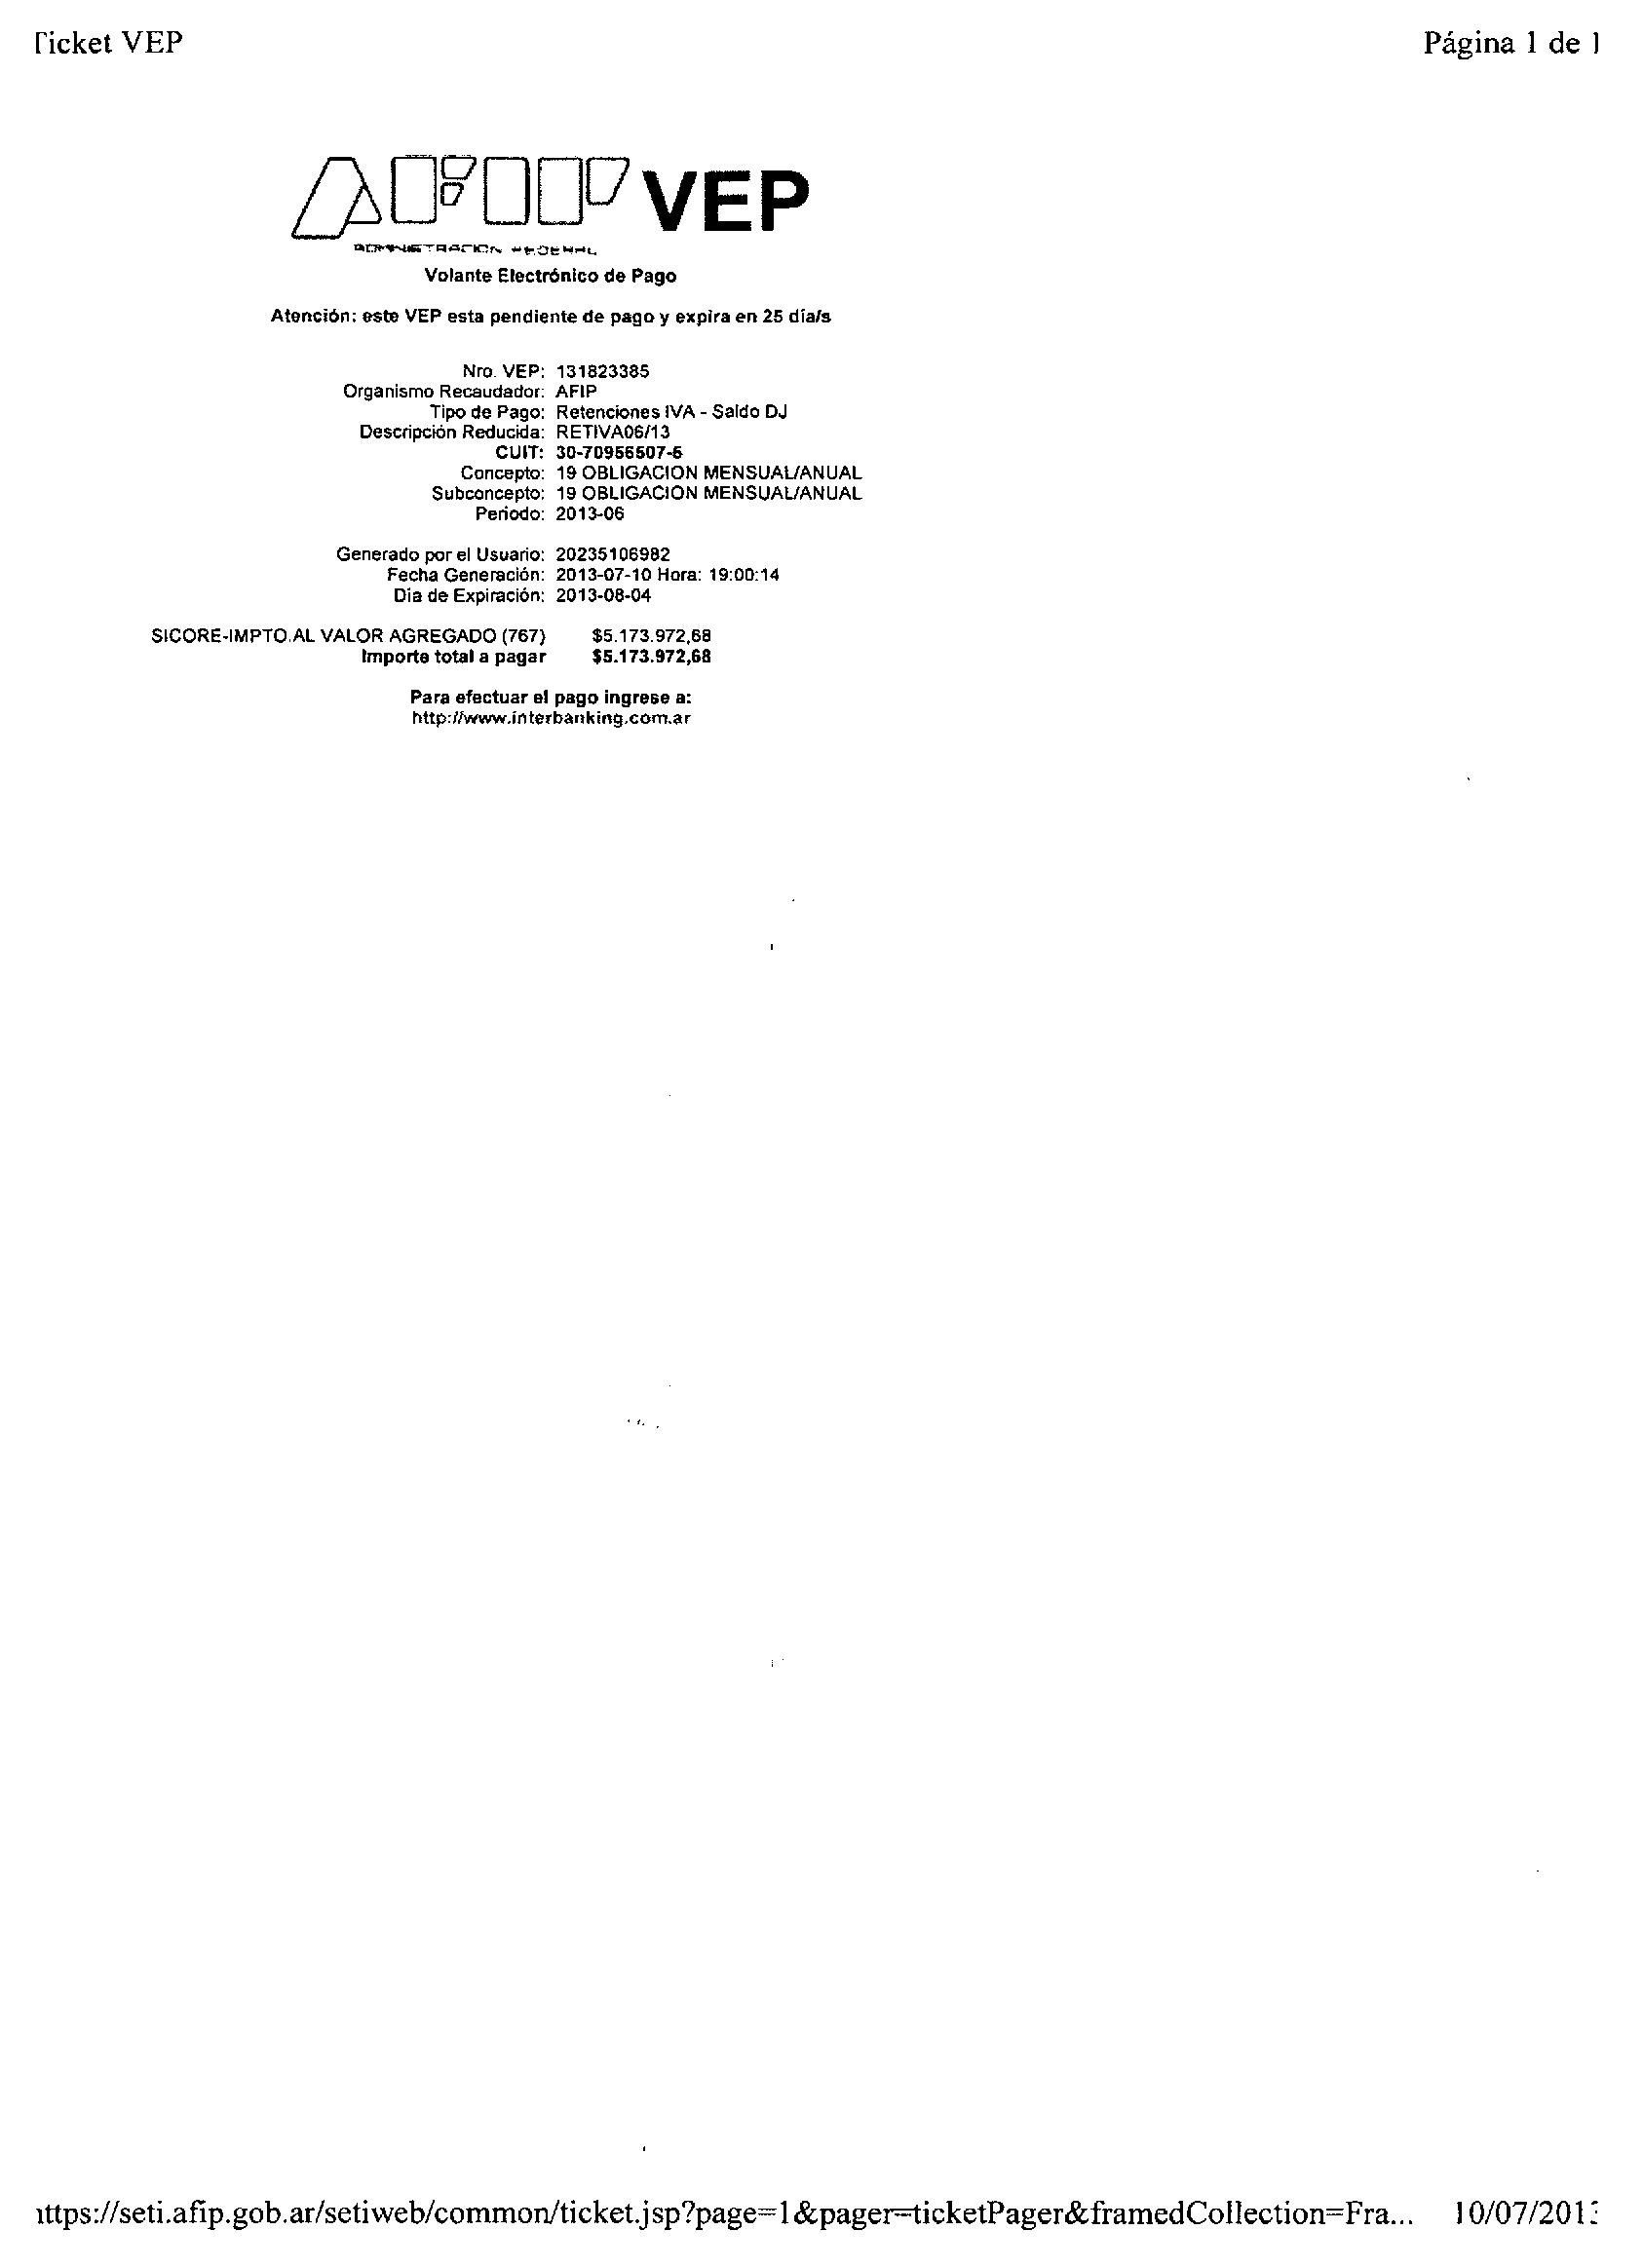 Ticket VEP
Página 1 de 1
AFIP VEP
ADMINISTRACION FEDERAL
Volante Electrónico de Pago
Atención: este VEP esta pendiente de pago y expira en 25 día/s
Nro. VEP: 131823385
Organismo Recaudador: AFIP
Tipo de Pago: Retenciones IVA - Saldo DJ
Descripción Reducida: RETIVA06/13
CUIT: 30-70956507-5
Concepto: 19 OBLIGACION MENSUAL/ANUAL
Subconcepto: 19 OBLIGACION MENSUAL/ANUAL
Periodo: 2013-06
Generado por el Usuario: 20235106982
Fecha Generación: 2013-07-10 Hora: 19:00:14
Día de Expiración: 2013-08-04
SICORE-IMPTO.AL VALOR AGREGADO (767) $5.173.972,68
Importe total a pagar $5.173.972,68
Para efectuar el pago ingrese a:
http://www.interbanking.com.ar
https://seti.afip.gob.ar/setiweb/common/ticket.jsp?page=1&pager=ticketPager&framedCollection=Fra... 10/07/2013